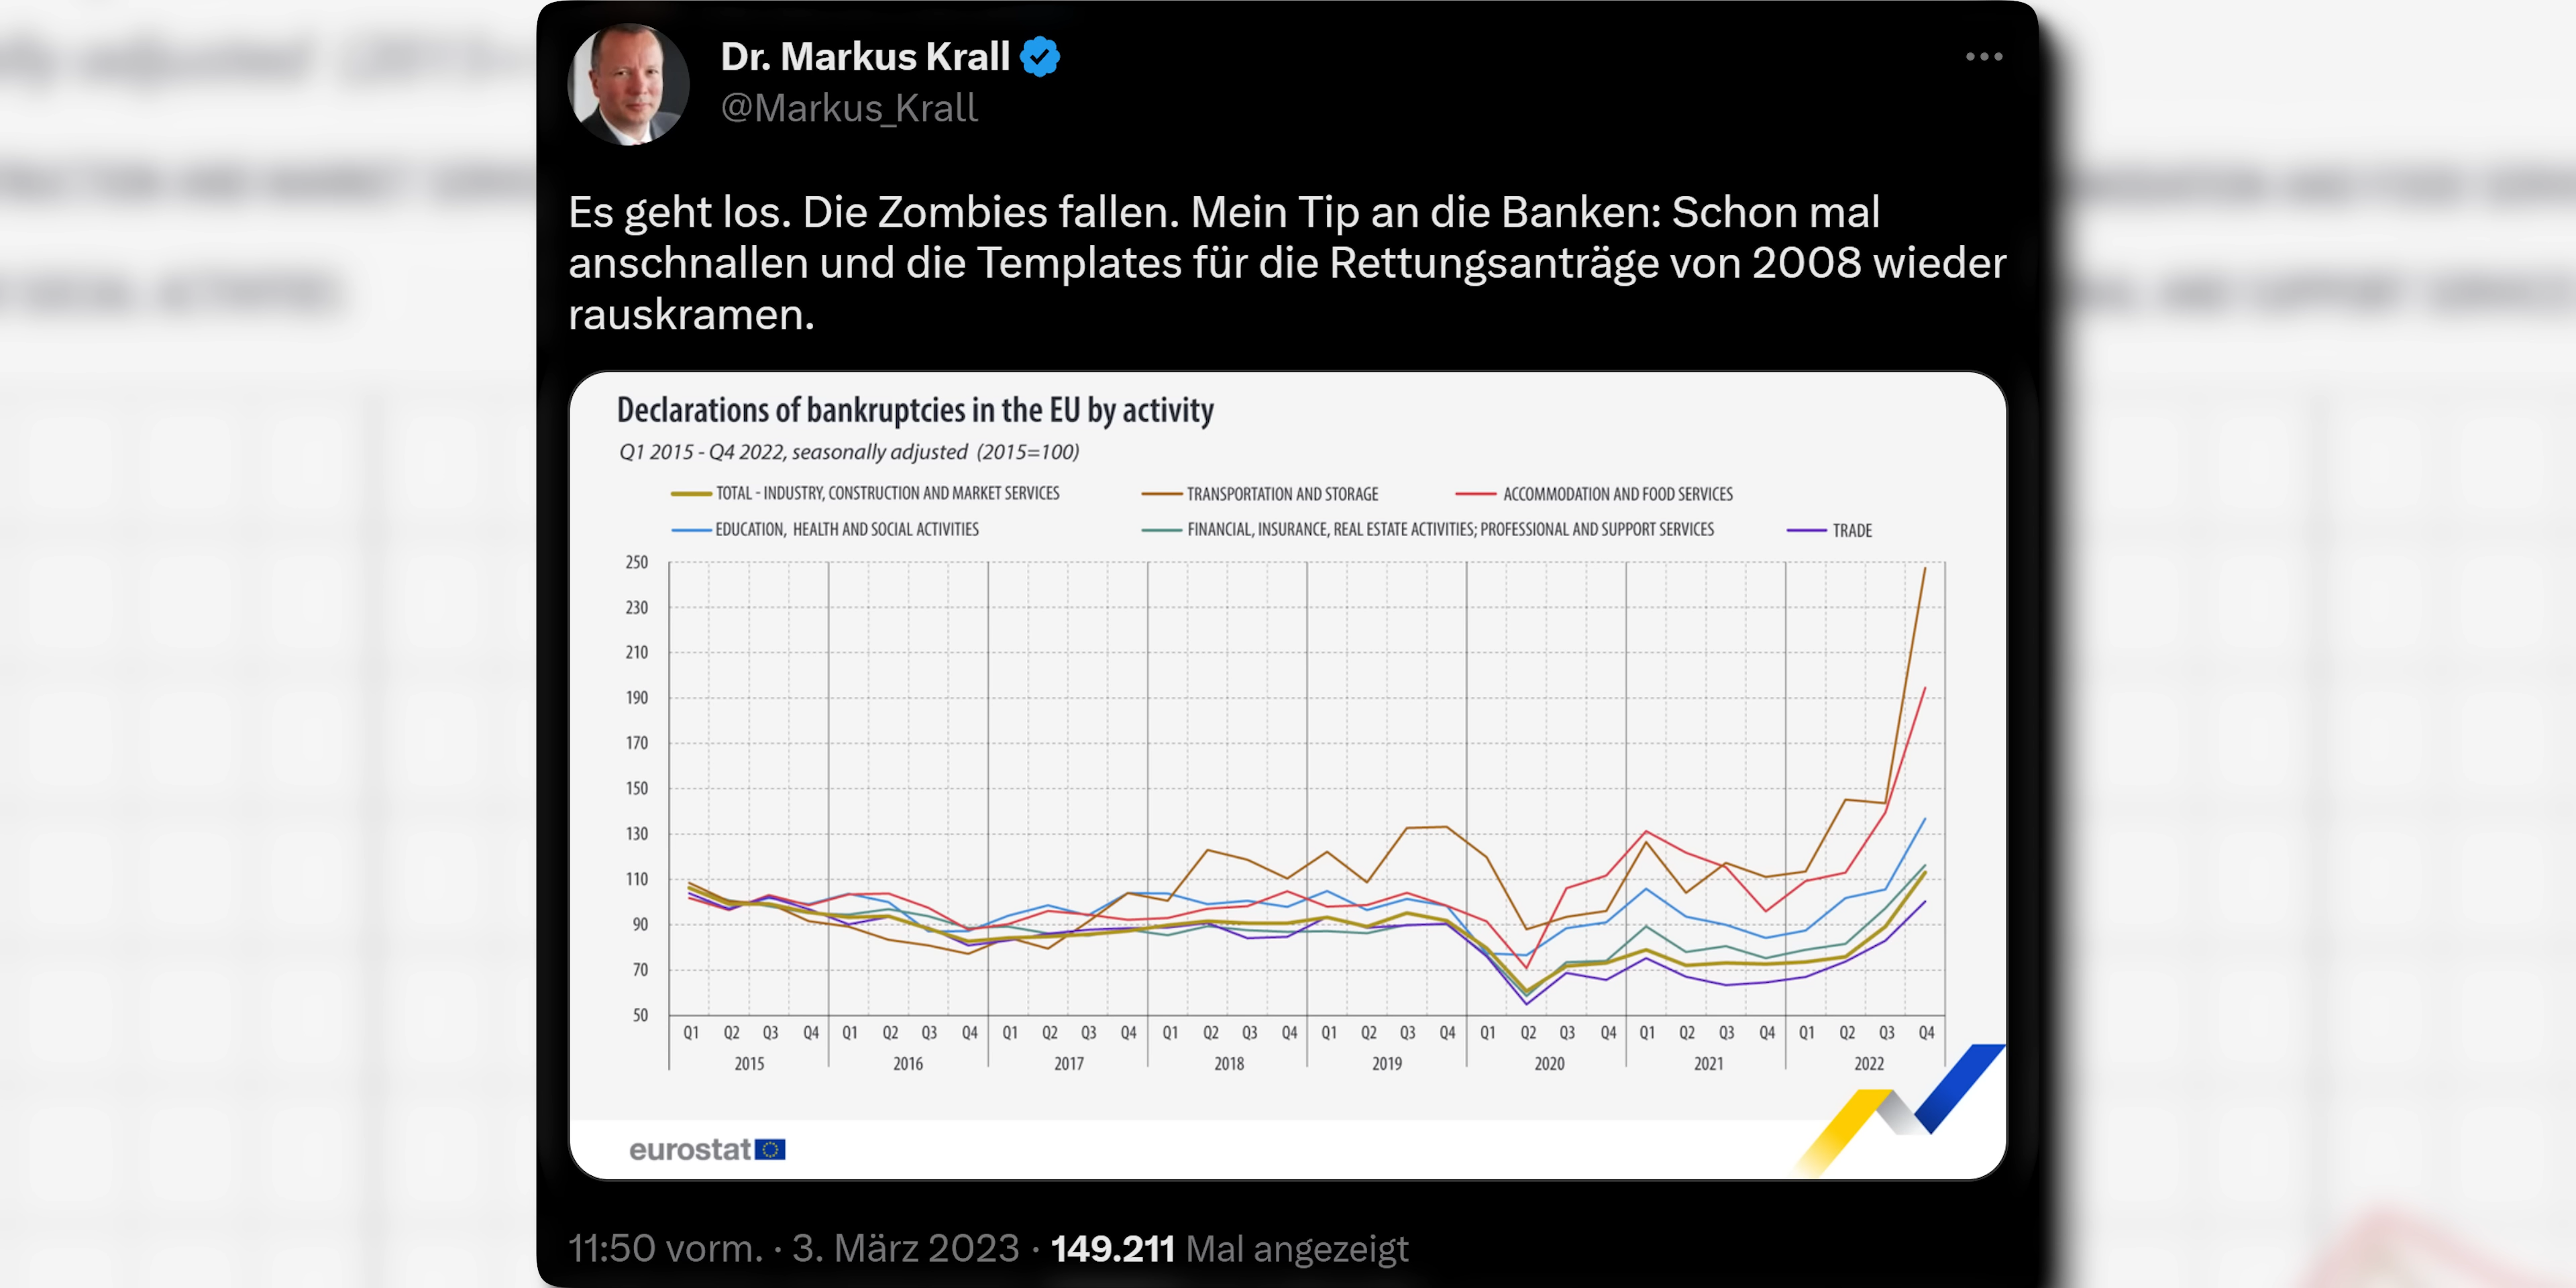 Dr. Markus Krall
@Markus_Krall
Es geht los. Die Zombies fallen. Mein Tip an die Banken: Schon mal
anschnallen und die Templates für die Rettungsanträge von 2008 wieder
rauskramen.
Declarations of bankruptcies in the EU by activity
Q1 2015 - Q4 2022, seasonally adjusted (2015=100)
TOTAL - INDUSTRY, CONSTRUCTION AND MARKET SERVICES TRANSPORTATION AND STORAGE ACCOMMODATION AND FOOD SERVICES
EDUCATION, HEALTH AND SOCIAL ACTIVITIES FINANCIAL, INSURANCE, REAL ESTATE ACTIVITIES; PROFESSIONAL AND SUPPORT SERVICES TRADE
250
230
210
190
170
150
130
110
90
70
50
Q1 Q2 Q3 Q4 Q1 Q2 Q3 Q4 Q1 Q2 Q3 Q4 Q1 Q2 Q3 Q4 Q1 Q2 Q3 Q4 Q1 Q2 Q3 Q4 Q1 Q2 Q3 Q4 Q1 Q2 Q3 Q4
2015 2016 2017 2018 2019 2020 2021 2022
eurostat
11:50 vorm. · 3. März 2023 · 149.211 Mal angezeigt